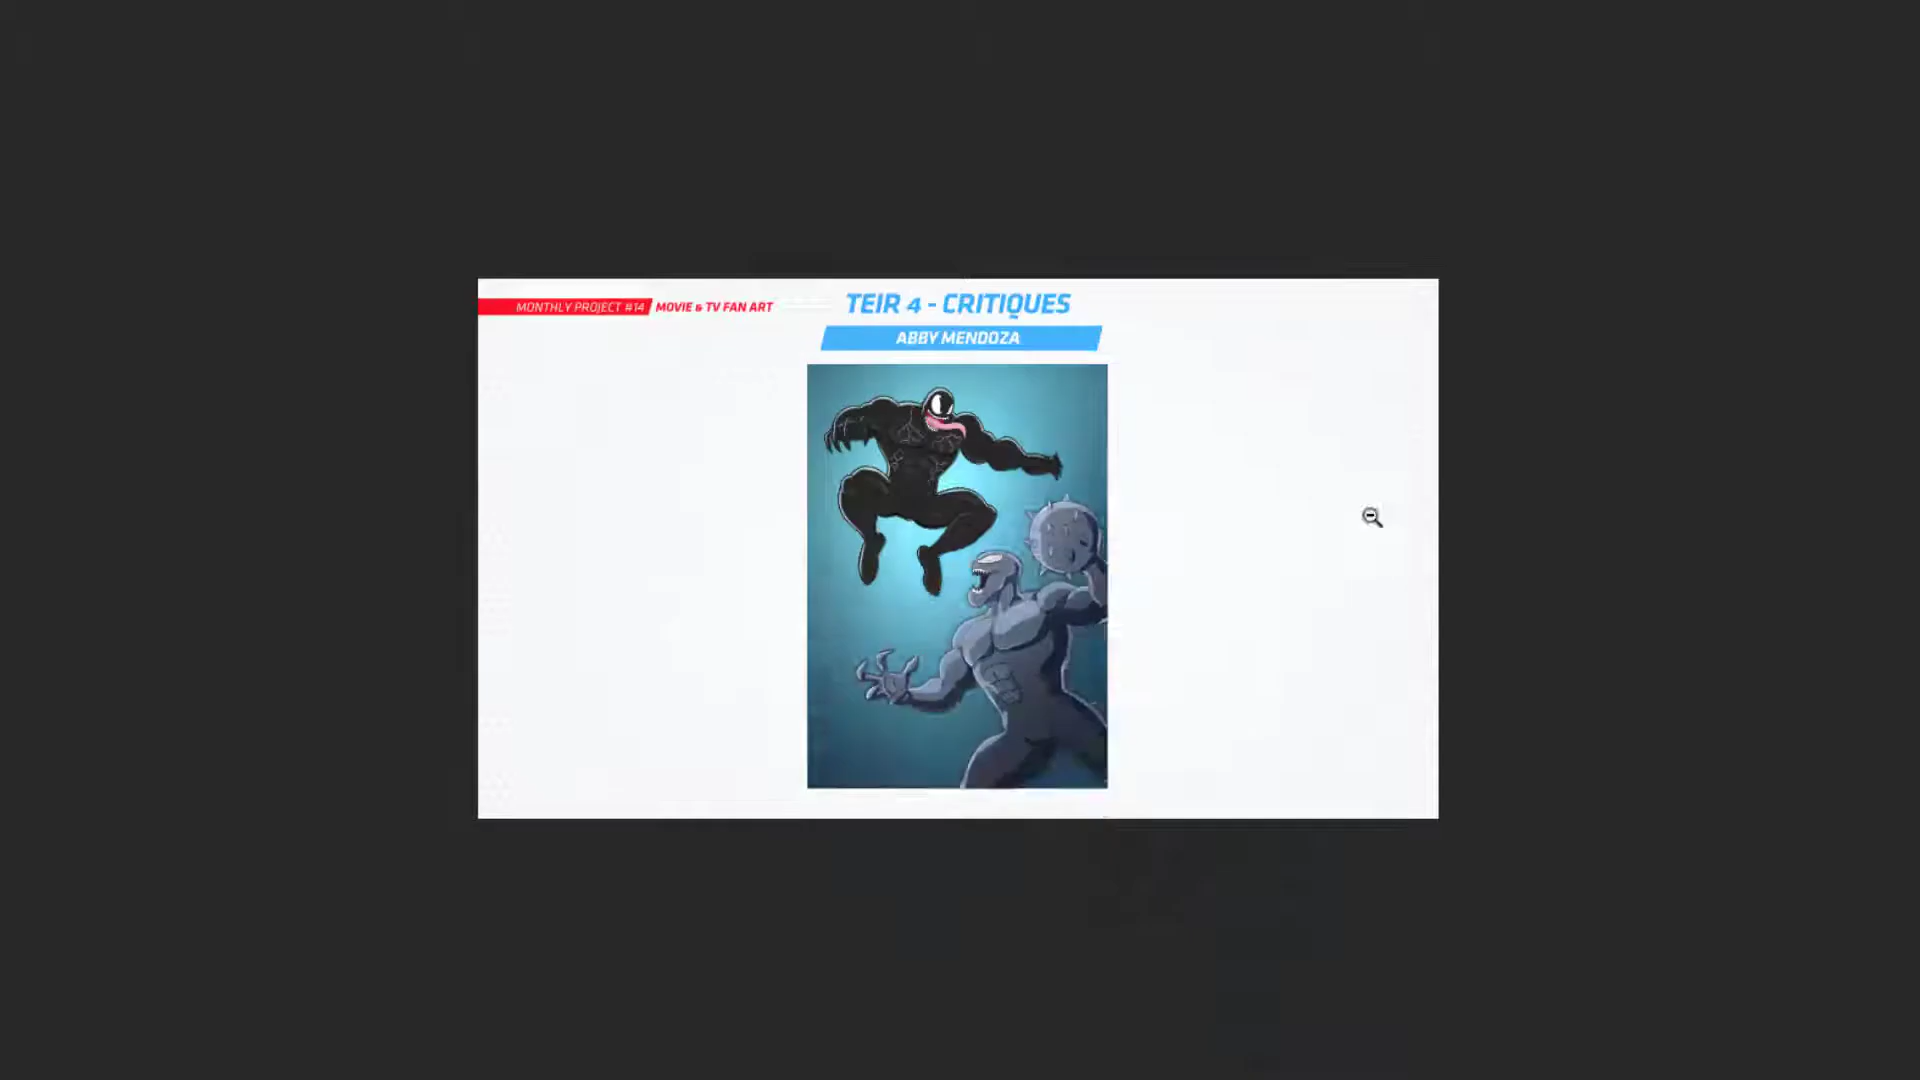 MONTHLY PROJECT #14 MOVIE & TV FAN ART
TEIR 4 - CRITIQUES
ABBY MENDOZA